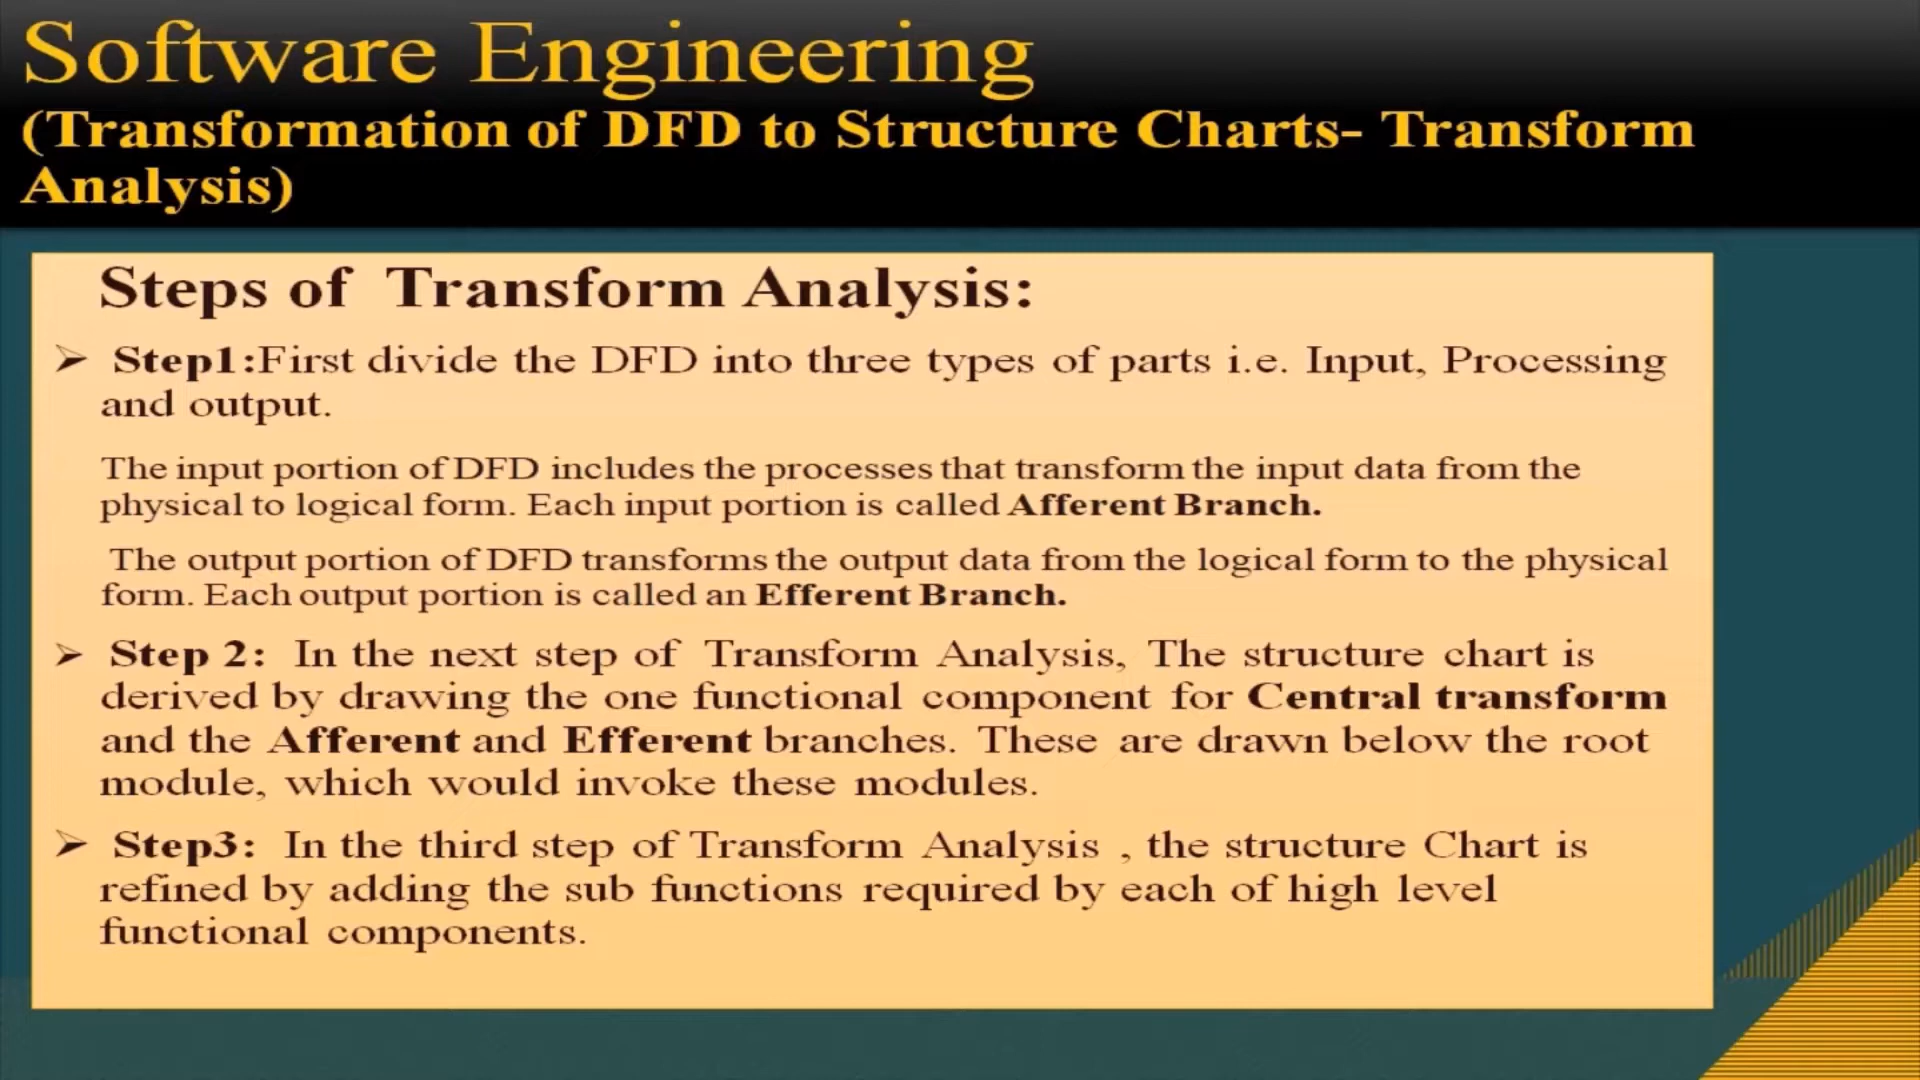 Software Engineering
(Transformation of DFD to Structure Charts- Transform
Analysis)
Steps of Transform Analysis:
➢ Step1:First divide the DFD into three types of parts i.e. Input, Processing
and output.
The input portion of DFD includes the processes that transform the input data from the
physical to logical form. Each input portion is called Afferent Branch.
The output portion of DFD transforms the output data from the logical form to the physical
form. Each output portion is called an Efferent Branch.
➢ Step 2: In the next step of Transform Analysis, The structure chart is
derived by drawing the one functional component for Central transform
and the Afferent and Efferent branches. These are drawn below the root
module, which would invoke these modules.
➢ Step3: In the third step of Transform Analysis , the structure Chart is
refined by adding the sub functions required by each of high level
functional components.